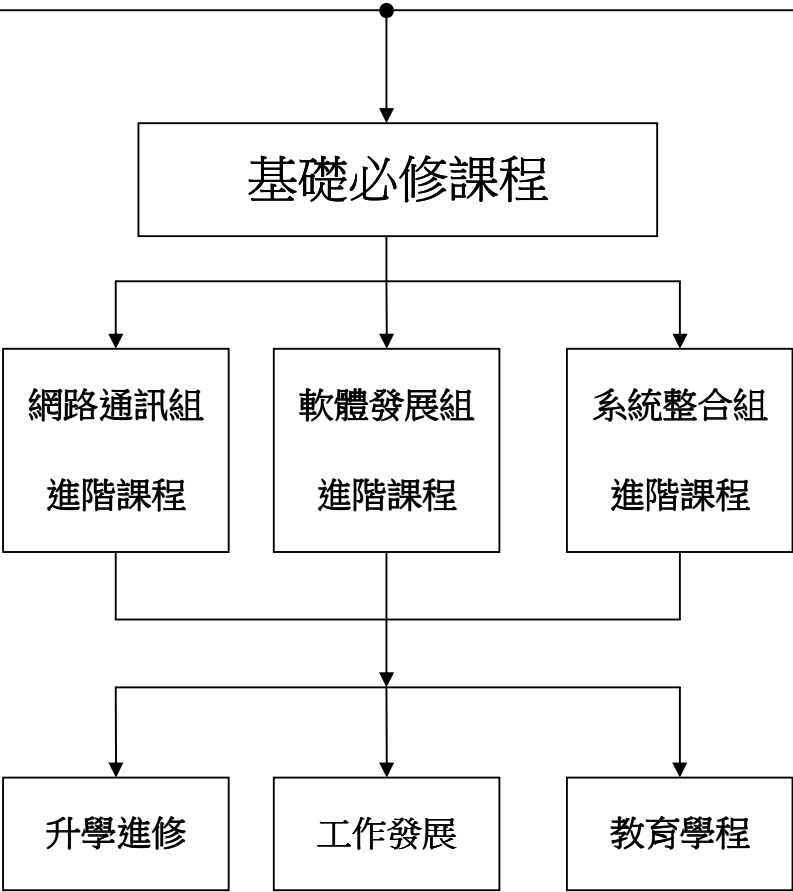 基礎必修課程
網路通訊組
進階課程
軟體發展組
進階課程
系統整合組
進階課程
升學進修
工作發展
教育學程